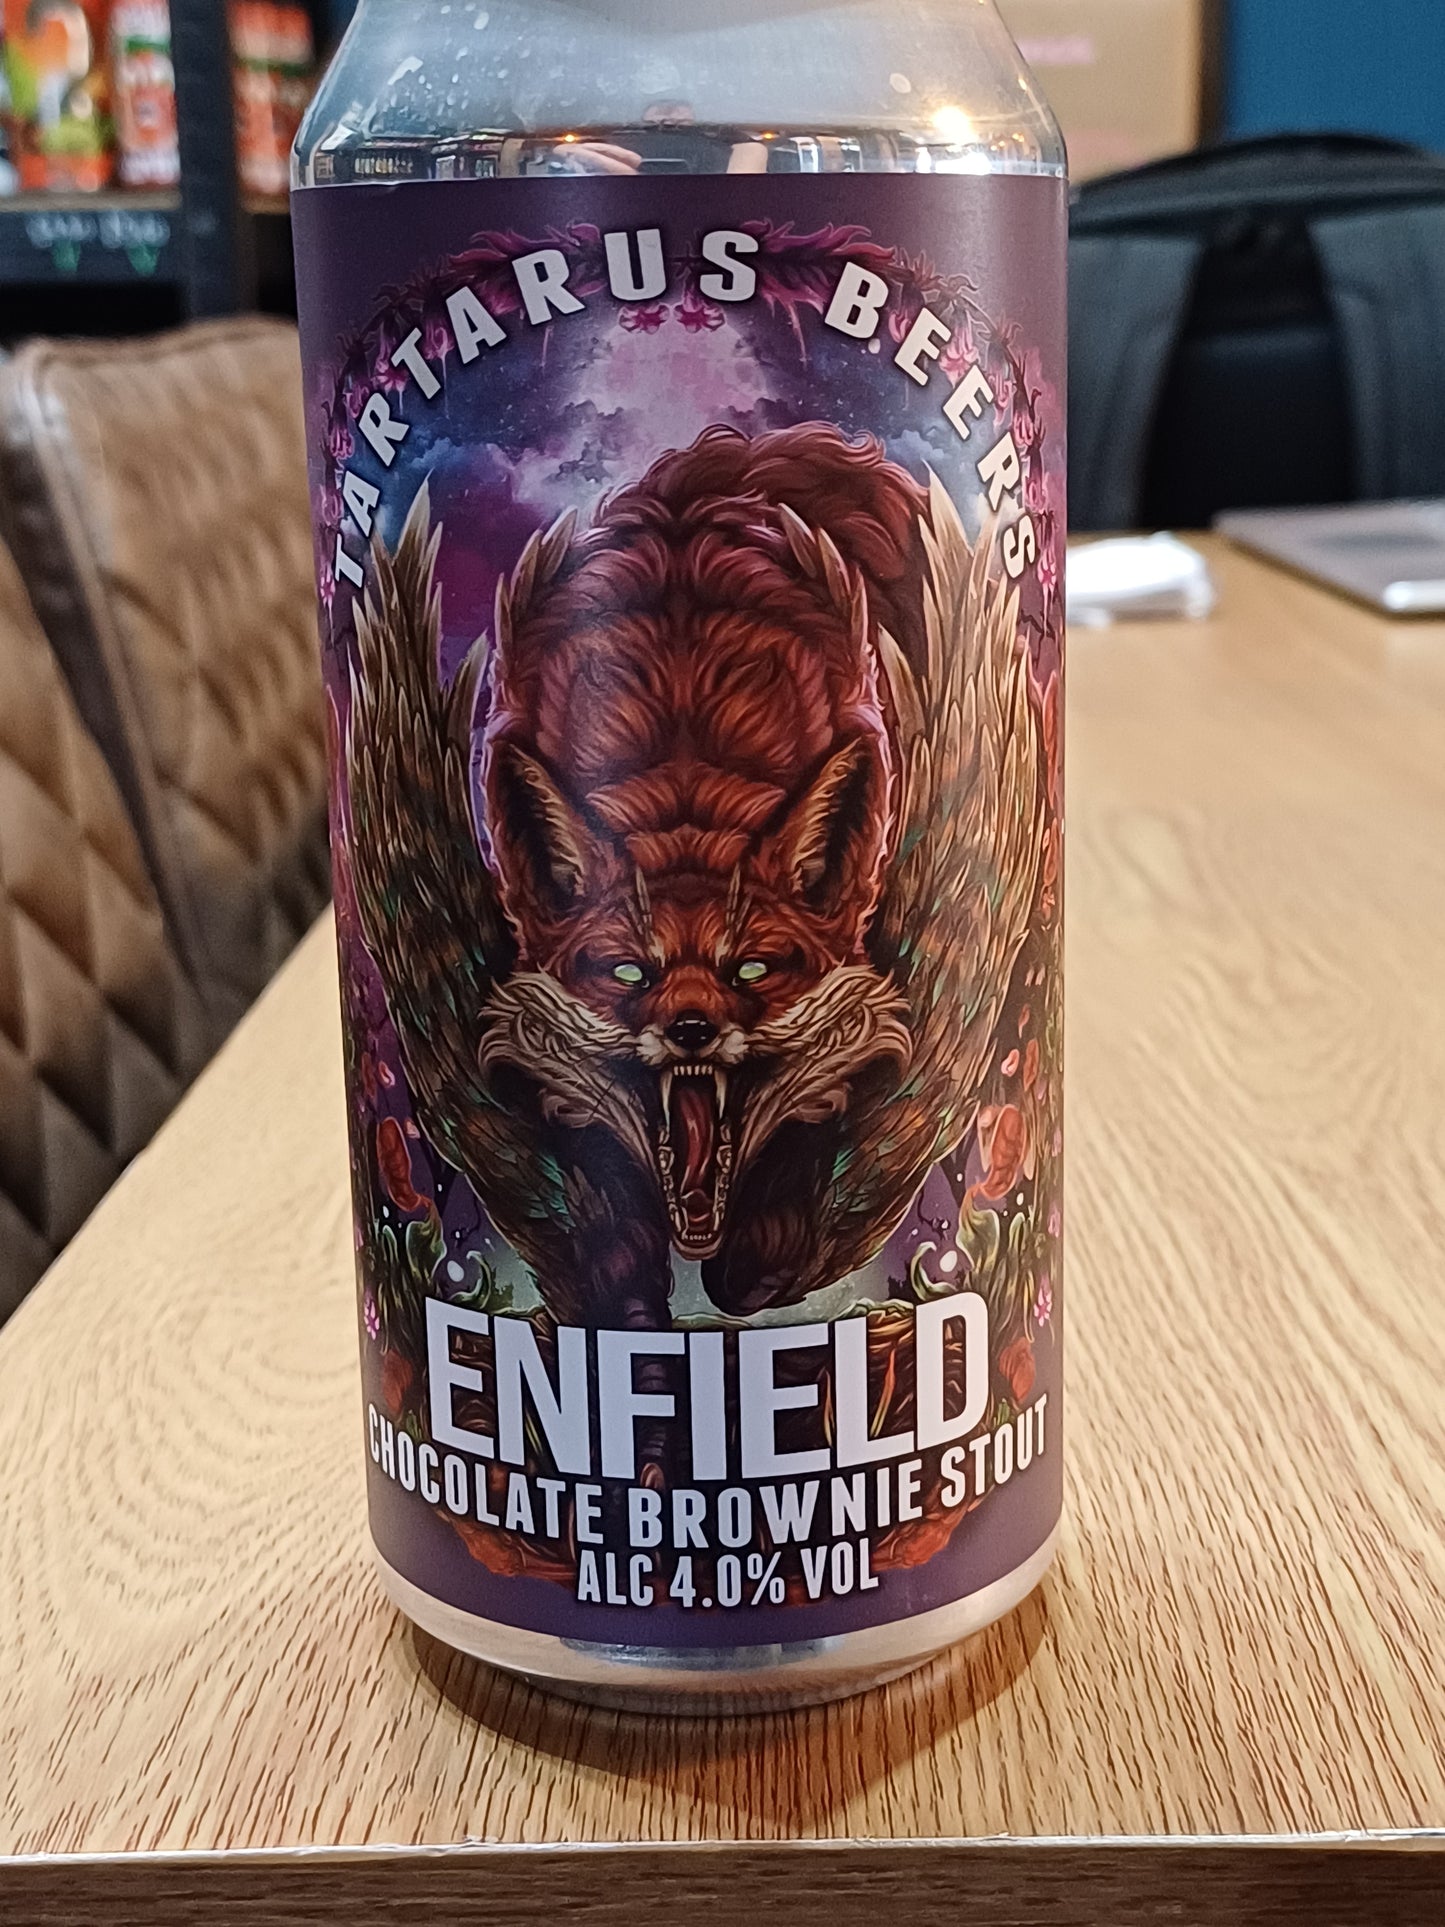 TARTARUS BEERS
ENFIELD
CHOCOLATE BROWNIE STOUT
ALC 4.0% VOL